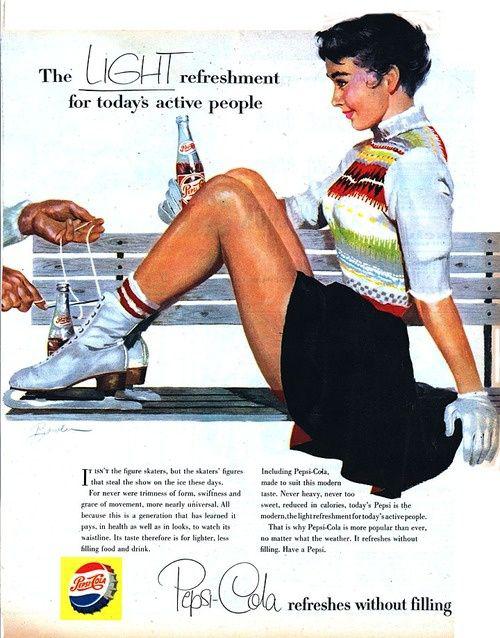 The LIGHT refreshment
for today's active people
Pepsi
IT ISN'T the figure skaters, but the skaters' figures
that steal the show on the ice these days.
For never were trimness of form, swiftness and
grace of movement, more nearly universal. All
because this is a generation that has learned it
pays, in health as well as in looks, to watch its
waistline. Its taste therefore is for lighter, less
filling food and drink.
Including Pepsi-Cola,
made to suit this modern
taste. Never heavy, never too
sweet, reduced in calories, today's Pepsi is the
modern, the light refreshment for today's active people.
That is why Pepsi-Cola is more popular than ever,
no matter what the weather. It refreshes without
filling. Have a Pepsi.
Pepsi-Cola
Pepsi-Cola refreshes without filling